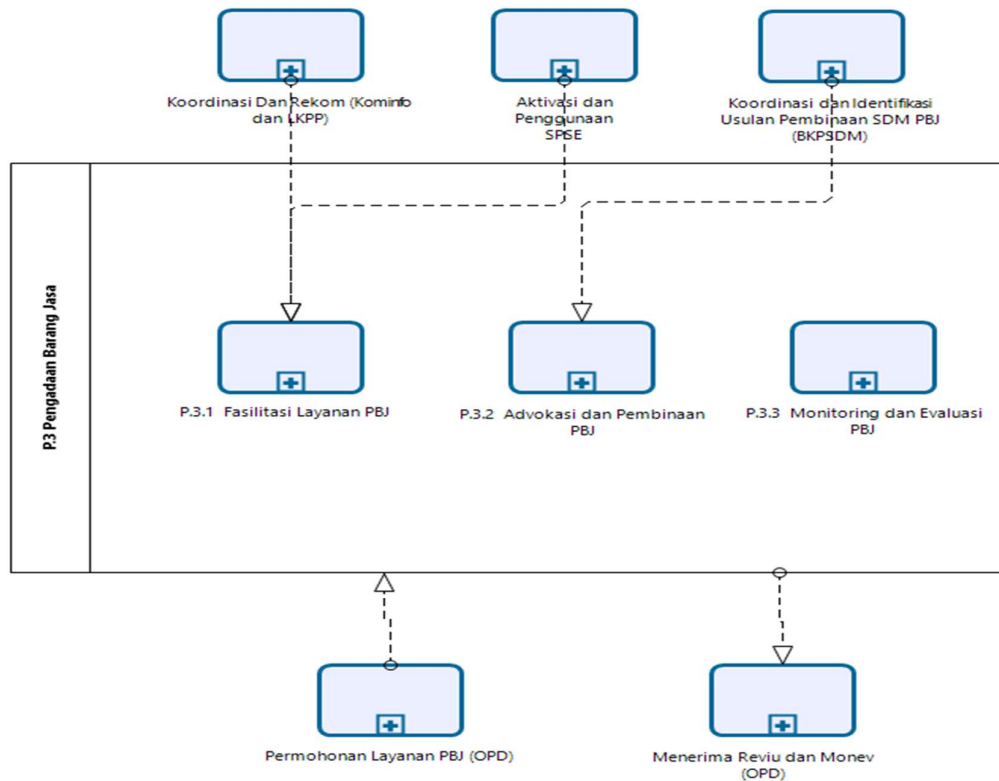 Koordinasi Dan Rekom (Kominfo
dan LKPP)
Aktivasi dan
Penggunaan
SPSE
Koordinasi dan Identifikasi
Usulan Pembinaan SDM PBJ
(BKPSDM)
P.3 Pengadaan Barang Jasa
P.3.1 Fasilitasi Layanan PBJ
P.3.2 Advokasi dan Pembinaan
PBJ
P.3.3 Monitoring dan Evaluasi
PBJ
Permohonan Layanan PBJ (OPD)
Menerima Reviu dan Monev
(OPD)